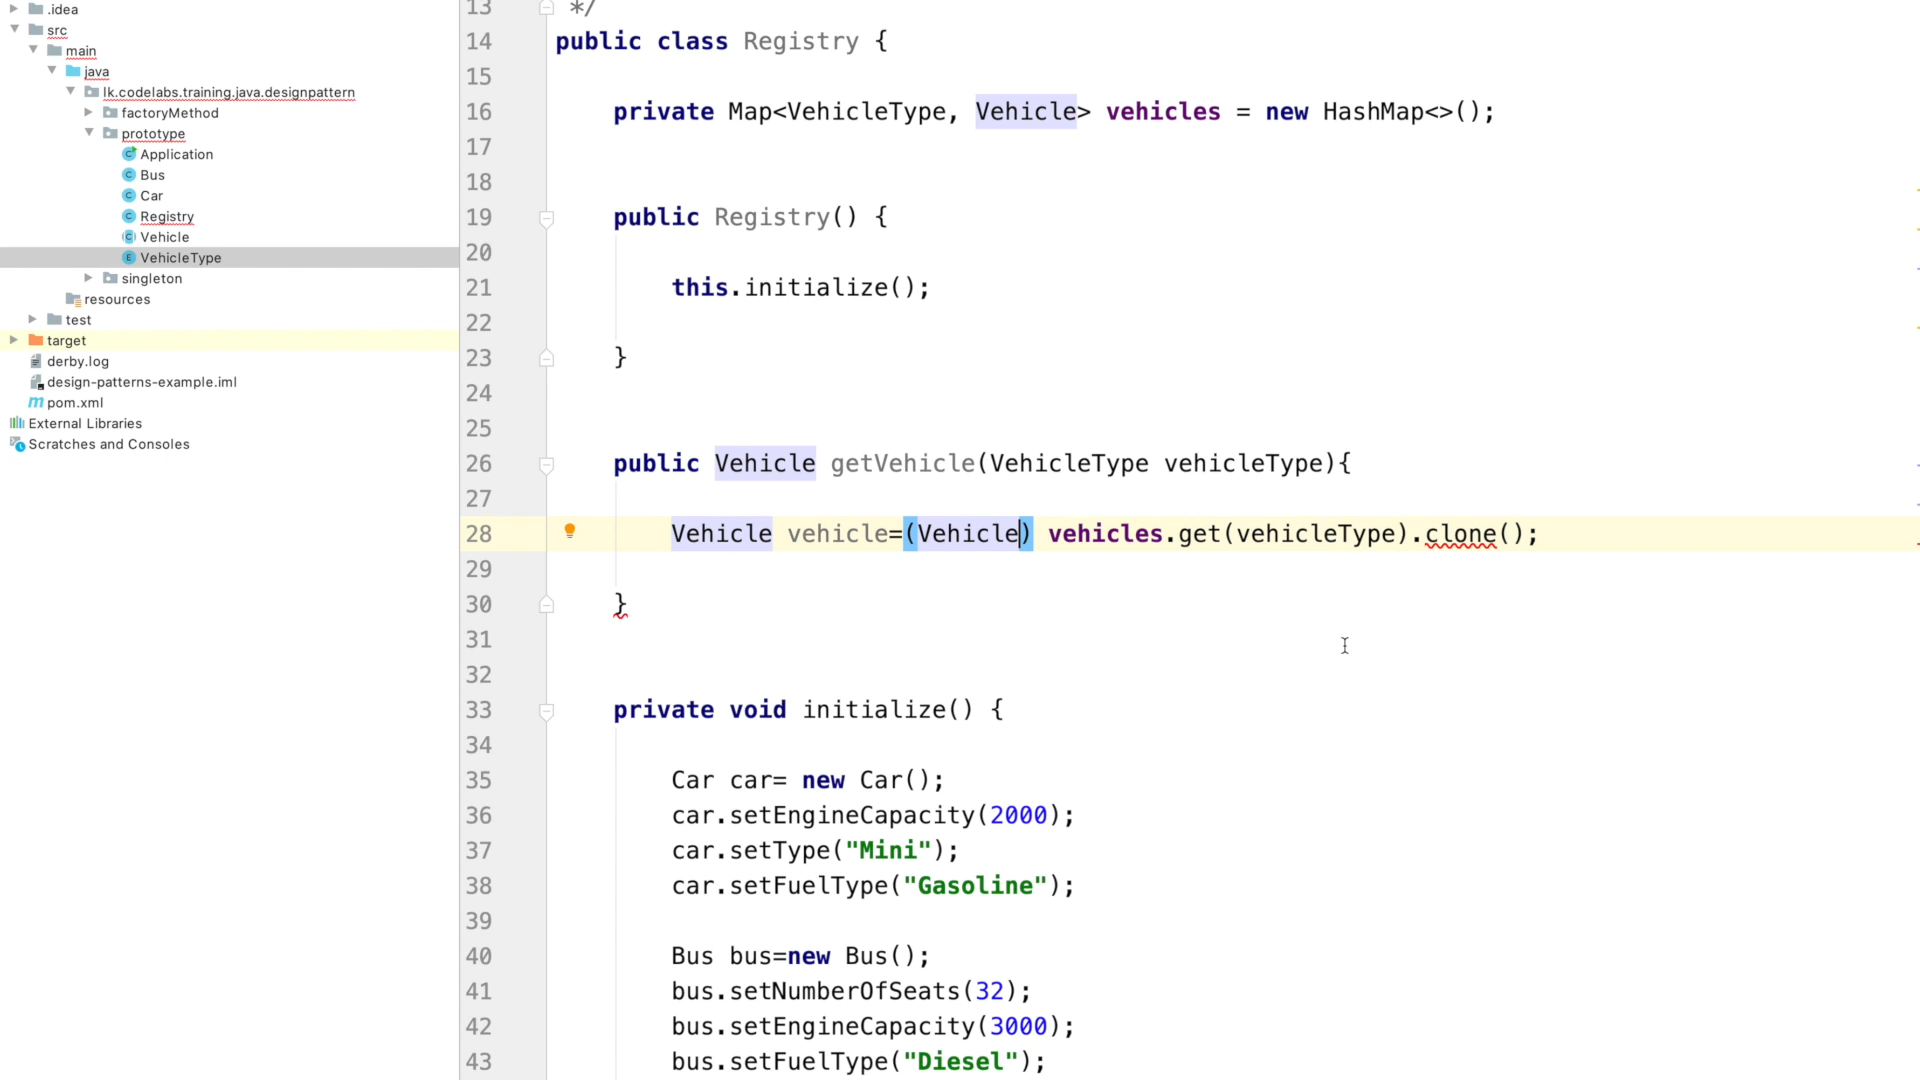 .idea
src
main
java
lk.codelabs.training.java.designpattern
factoryMethod
prototype
Application
Bus
Car
Registry
Vehicle
VehicleType
singleton
resources
test
target
derby.log
design-patterns-example.iml
pom.xml
External Libraries
Scratches and Consoles
13 */
14 public class Registry {
15
16 private Map<VehicleType, Vehicle> vehicles = new HashMap<>();
17
18
19 public Registry() {
20
21 this.initialize();
22
23 }
24
25
26 public Vehicle getVehicle(VehicleType vehicleType){
27
28 Vehicle vehicle=(Vehicle) vehicles.get(vehicleType).clone();
29
30 }
31
32
33 private void initialize() {
34
35 Car car= new Car();
36 car.setEngineCapacity(2000);
37 car.setType("Mini");
38 car.setFuelType("Gasoline");
39
40 Bus bus=new Bus();
41 bus.setNumberOfSeats(32);
42 bus.setEngineCapacity(3000);
43 bus.setFuelType("Diesel");